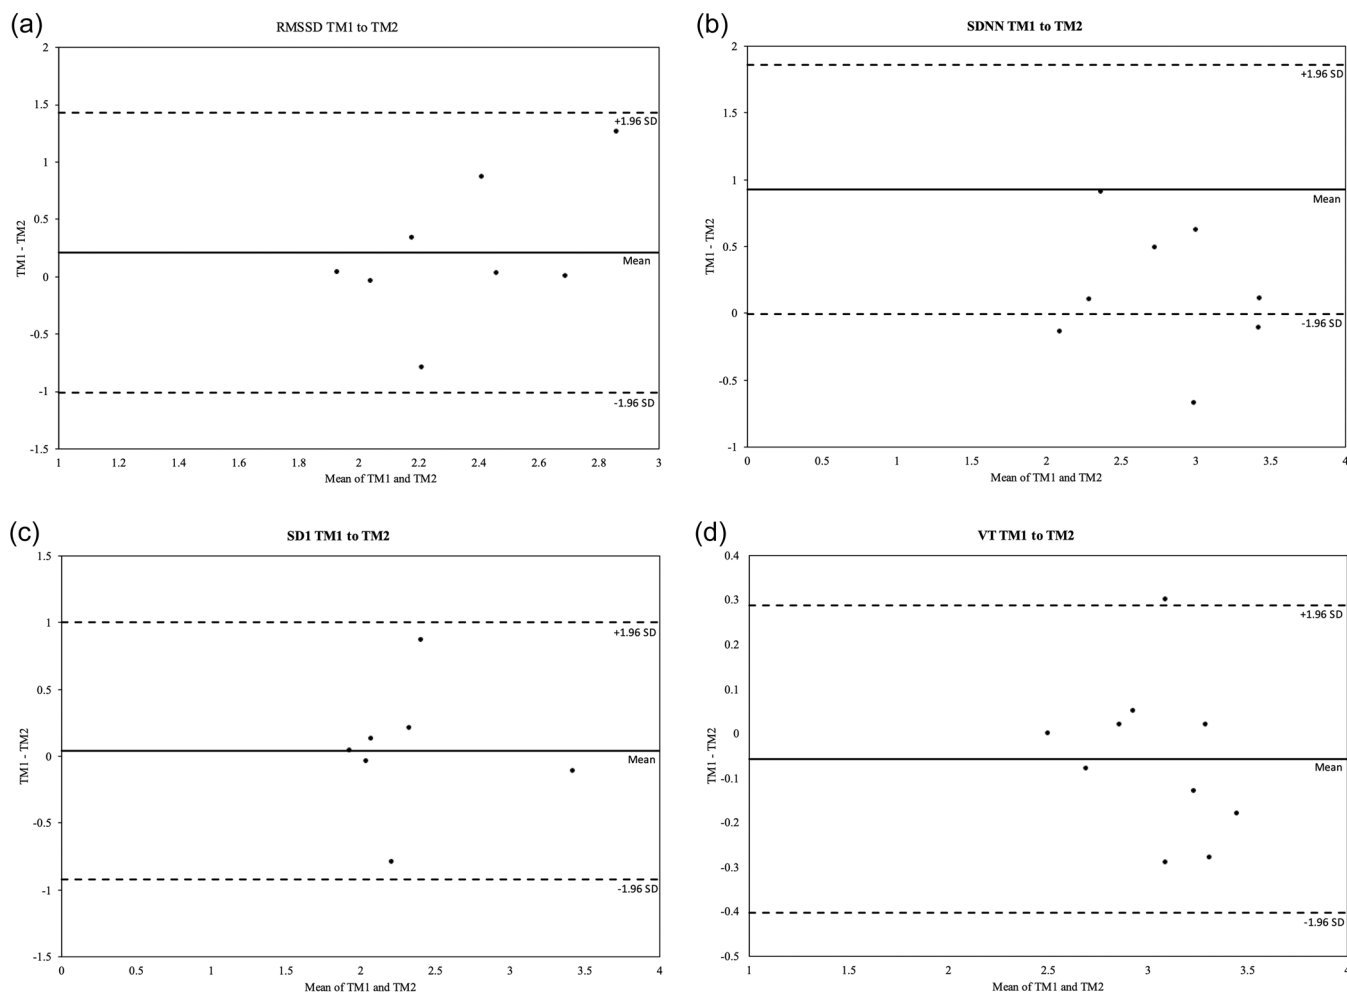 (a)
RMSSD TM1 to TM2
2
1.5
1
0.5
0
-0.5
-1
-1.5
TM1 - TM2
+1.96 SD
Mean
-1.96 SD
1 1.2 1.4 1.6 1.8 2 2.2 2.4 2.6 2.8 3
Mean of TM1 and TM2
(b)
SDNN TM1 to TM2
2
1.5
1
0.5
0
-0.5
-1
TM1 - TM2
+1.96 SD
Mean
-1.96 SD
0 0.5 1 1.5 2 2.5 3 3.5 4
Mean of TM1 and TM2
(c)
SD1 TM1 to TM2
1.5
1
0.5
0
-0.5
-1
-1.5
TM1 - TM2
+1.96 SD
Mean
-1.96 SD
0 0.5 1 1.5 2 2.5 3 3.5 4
Mean of TM1 and TM2
(d)
VT TM1 to TM2
0.4
0.3
0.2
0.1
0
-0.1
-0.2
-0.3
-0.4
-0.5
TM1 - TM2
+1.96 SD
Mean
-1.96 SD
1 1.5 2 2.5 3 3.5 4
Mean of TM1 and TM2